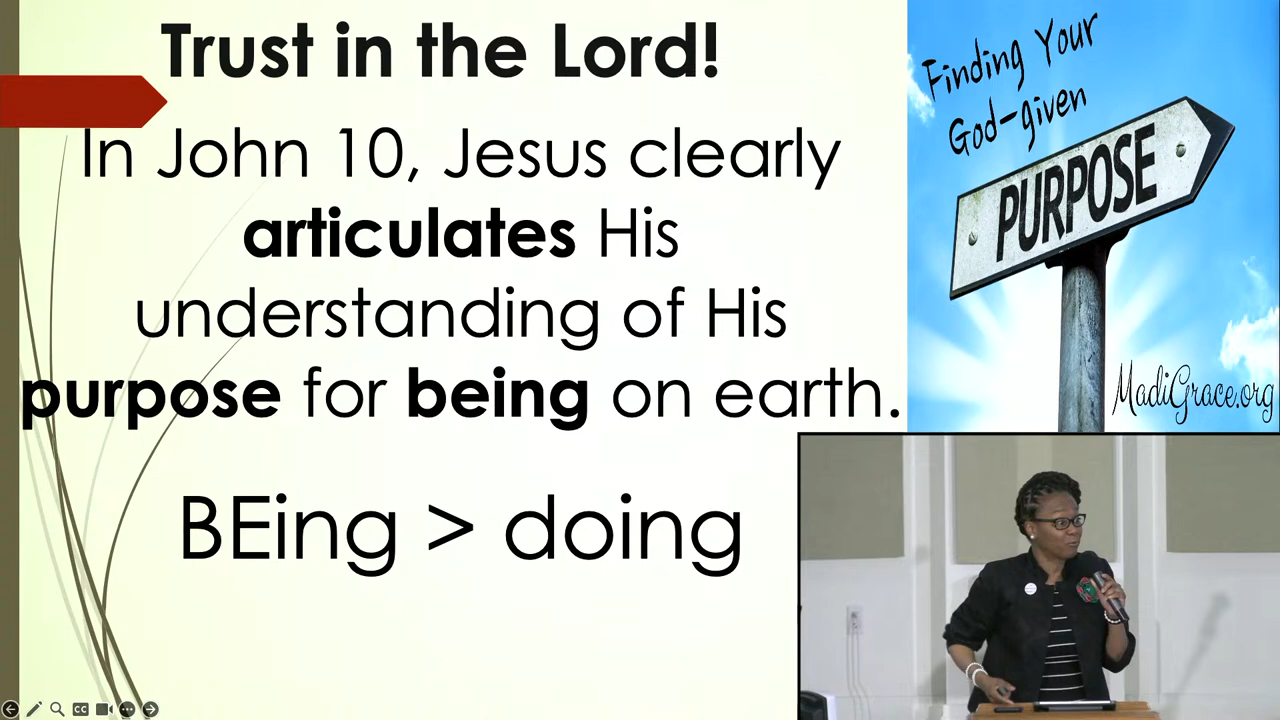 Trust in the Lord!
In John 10, Jesus clearly
articulates His
understanding of His
purpose for being on earth.
BEing > doing
Finding Your
God-given
PURPOSE
MadiGrace.org
CC